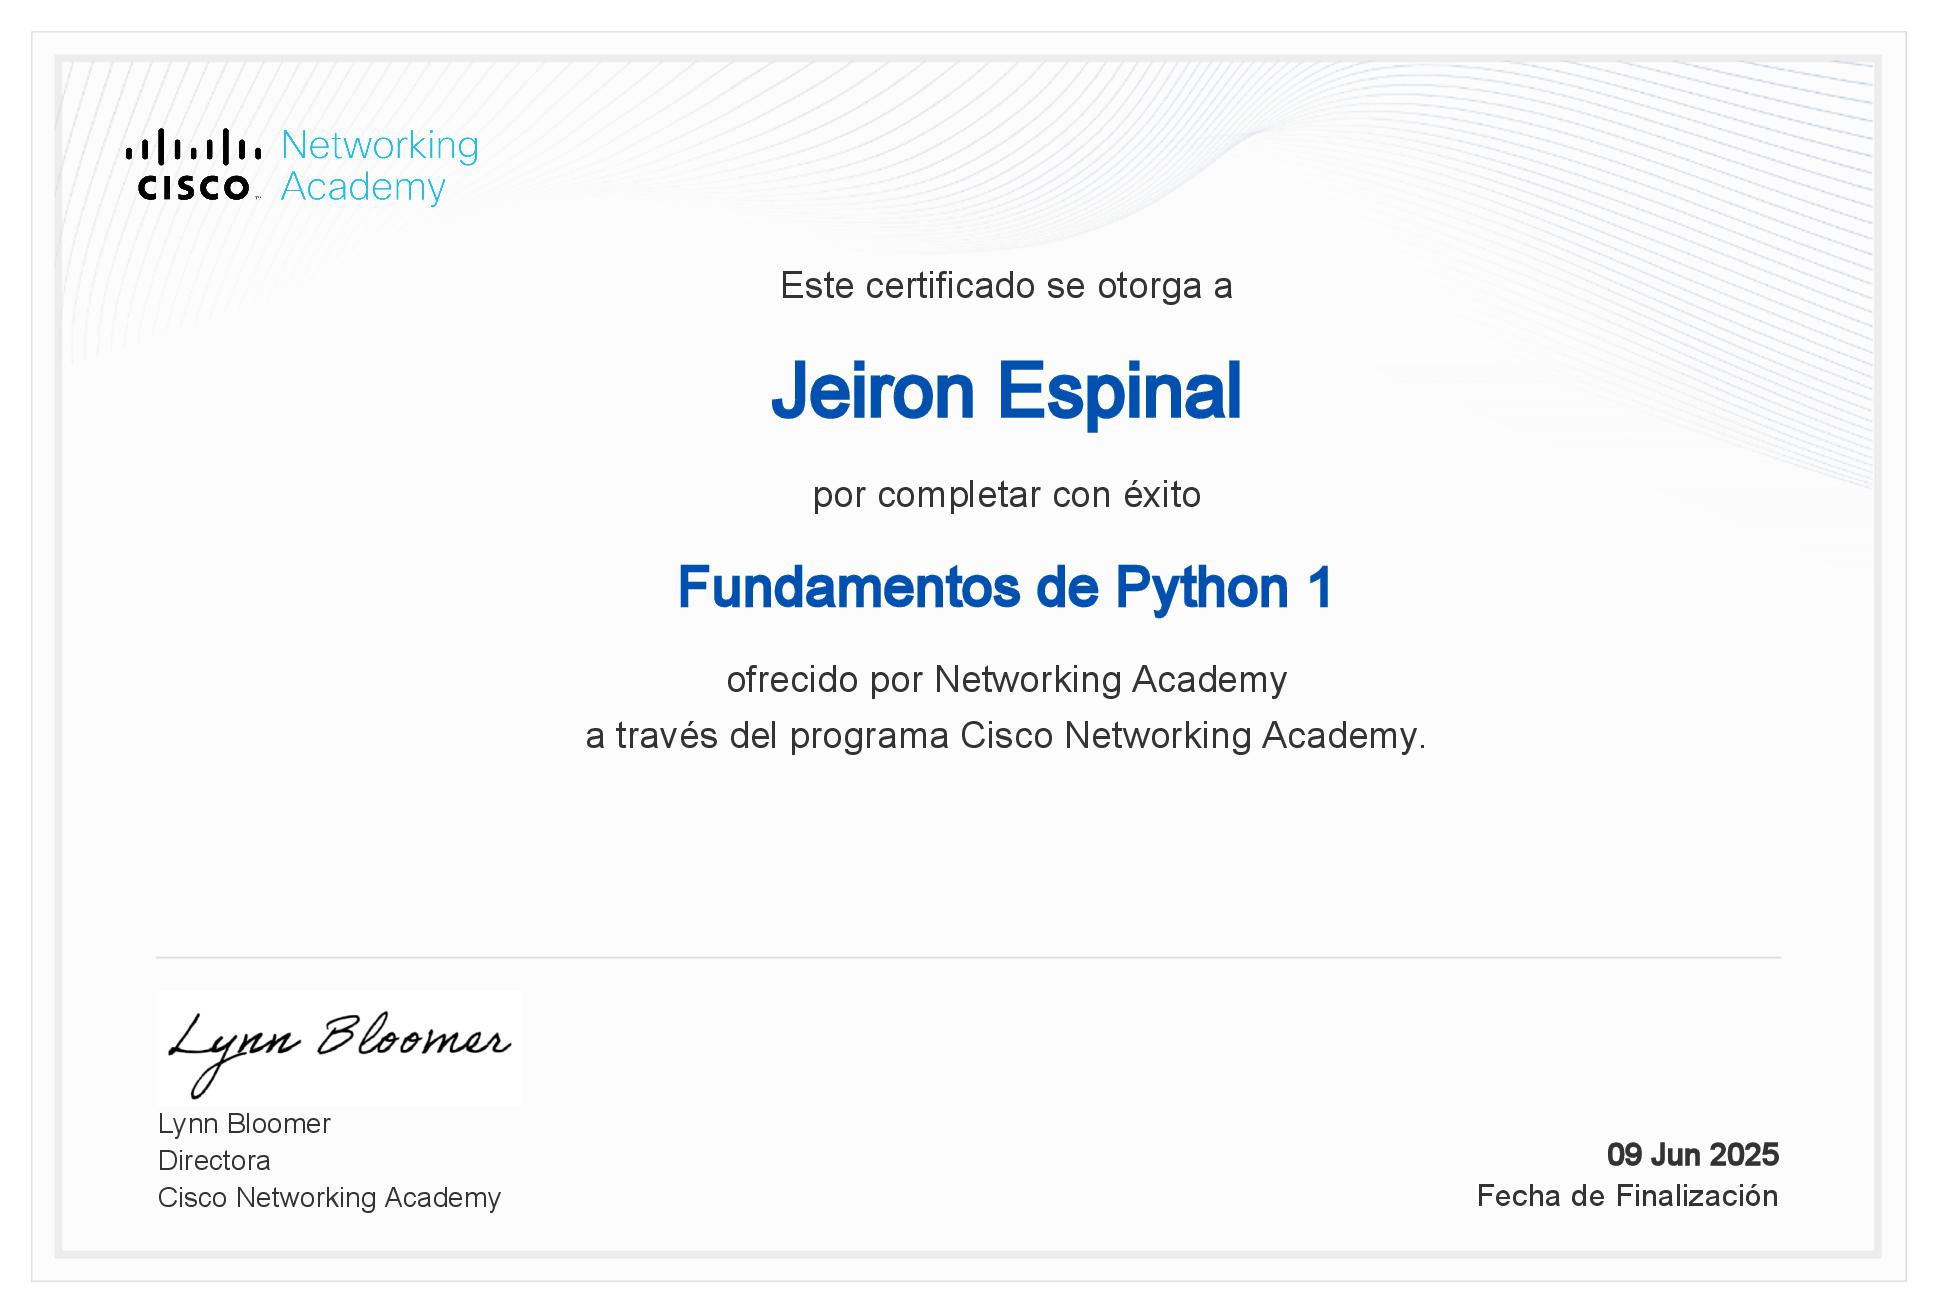 Networking
CISCO™ Academy
Este certificado se otorga a
Jeiron Espinal
por completar con éxito
Fundamentos de Python 1
ofrecido por Networking Academy
a través del programa Cisco Networking Academy.
Lynn Bloomer
Lynn Bloomer
Directora
Cisco Networking Academy
09 Jun 2025
Fecha de Finalización